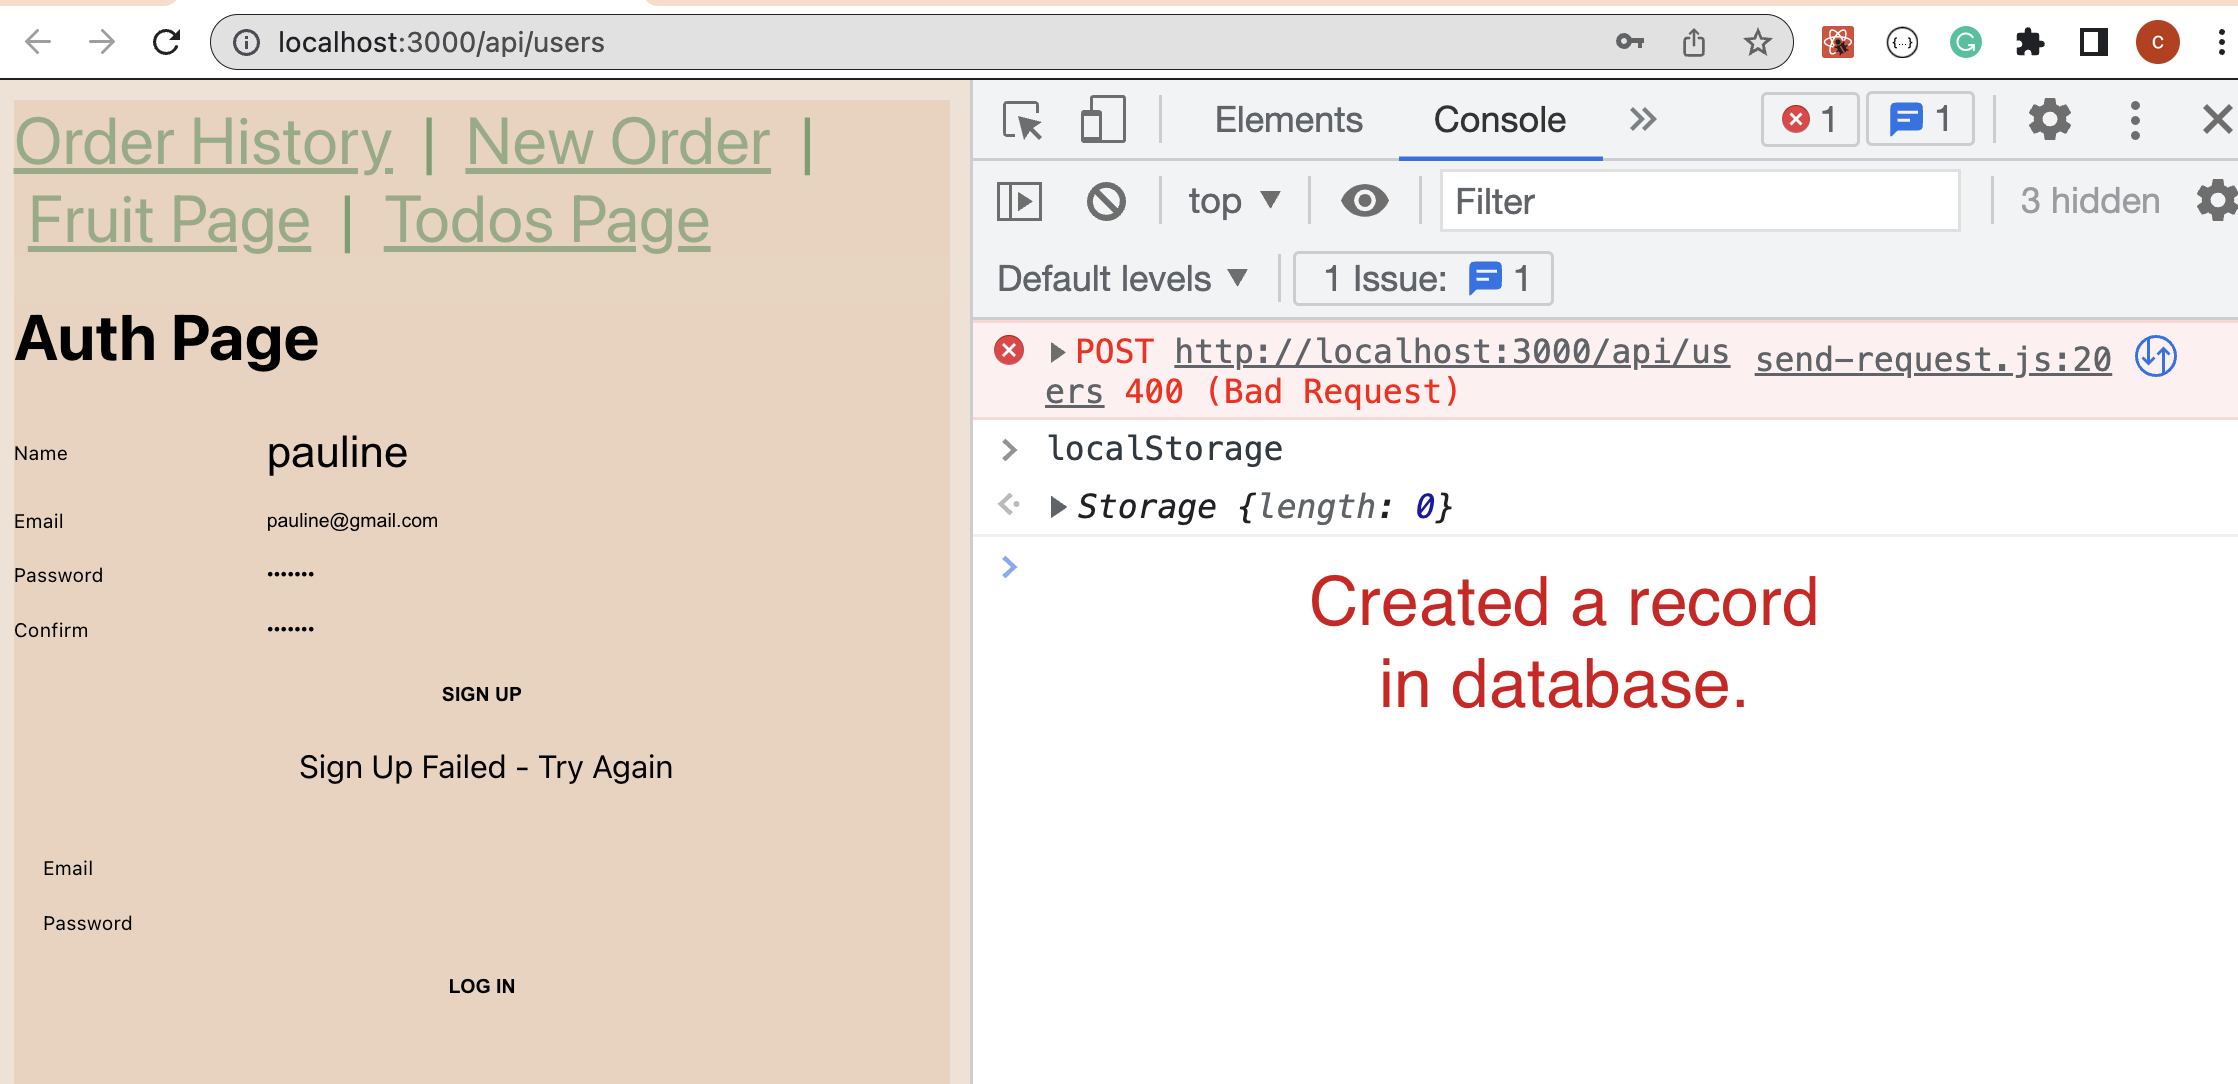 localhost:3000/api/users
C
Order History | New Order |
Fruit Page | Todos Page
Auth Page
Name pauline
Email pauline@gmail.com
Password •••••••
Confirm •••••••
SIGN UP
Sign Up Failed - Try Again
Email
Password
LOG IN
Elements Console » 1 1
top ▼ Filter 3 hidden
Default levels ▼ 1 Issue: 1
POST http://localhost:3000/api/us send-request.js:20
ers 400 (Bad Request)
> localStorage
Storage {length: 0}
>
Created a record
in database.